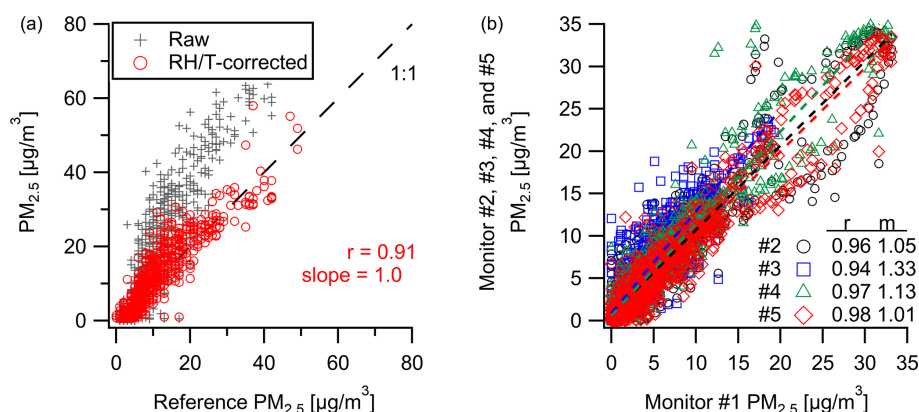 (a)
80
60
40
20
0
PM2.5 [µg/m3]
Raw
RH/T-corrected
1:1
r = 0.91
slope = 1.0
0 20 40 60 80
Reference PM2.5 [µg/m3]
(b)
35
30
25
20
15
10
5
0
Monitor #2, #3, #4, and #5
PM2.5 [µg/m3]
r m
#2 0.96 1.05
#3 0.94 1.33
#4 0.97 1.13
#5 0.98 1.01
0 5 10 15 20 25 30 35
Monitor #1 PM2.5 [µg/m3]